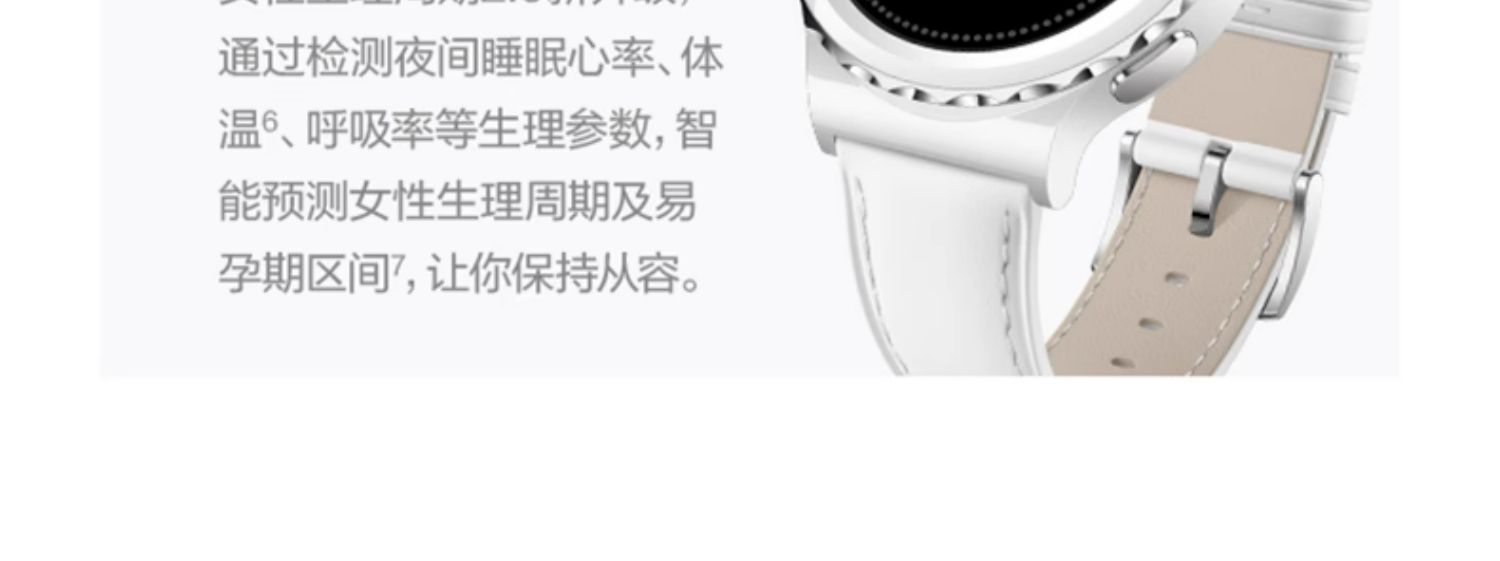 通过检测夜间睡眠心率、体
温⁶、呼吸率等生理参数，智
能预测女性生理周期及易
孕期区间⁷，让你保持从容。